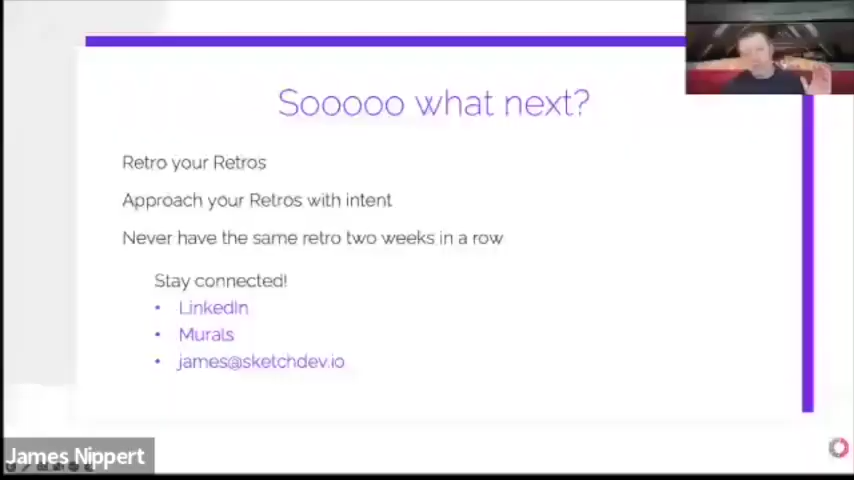 Sooooo what next?
Retro your Retros
Approach your Retros with intent
Never have the same retro two weeks in a row
Stay connected!
• LinkedIn
• Murals
• james@sketchdev.io
James Nippert